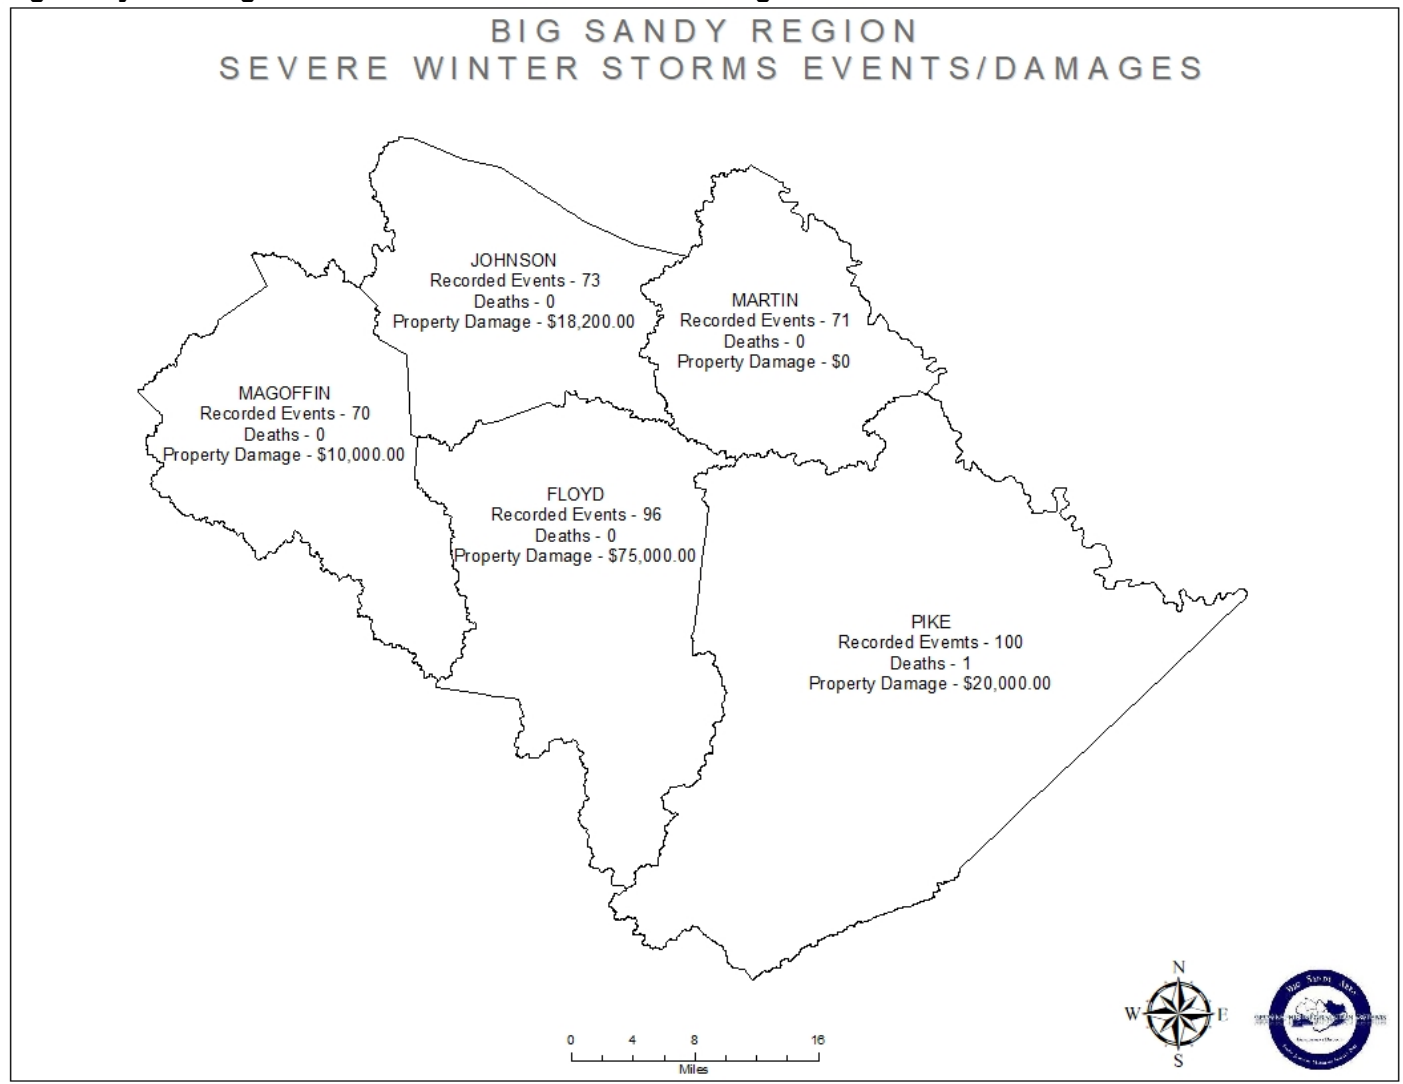 BIG SANDY REGION
SEVERE WINTER STORMS EVENTS/DAMAGES
JOHNSON
Recorded Events - 73
Deaths - 0
Property Damage - $18,200.00
MARTIN
Recorded Events - 71
Deaths - 0
Property Damage - $0
MAGOFFIN
Recorded Events - 70
Deaths - 0
Property Damage - $10,000.00
FLOYD
Recorded Events - 96
Deaths - 0
Property Damage - $75,000.00
PIKE
Recorded Evemts - 100
Deaths - 1
Property Damage - $20,000.00
N
W E
S
0 4 8 16
Miles
Big Sandy Area